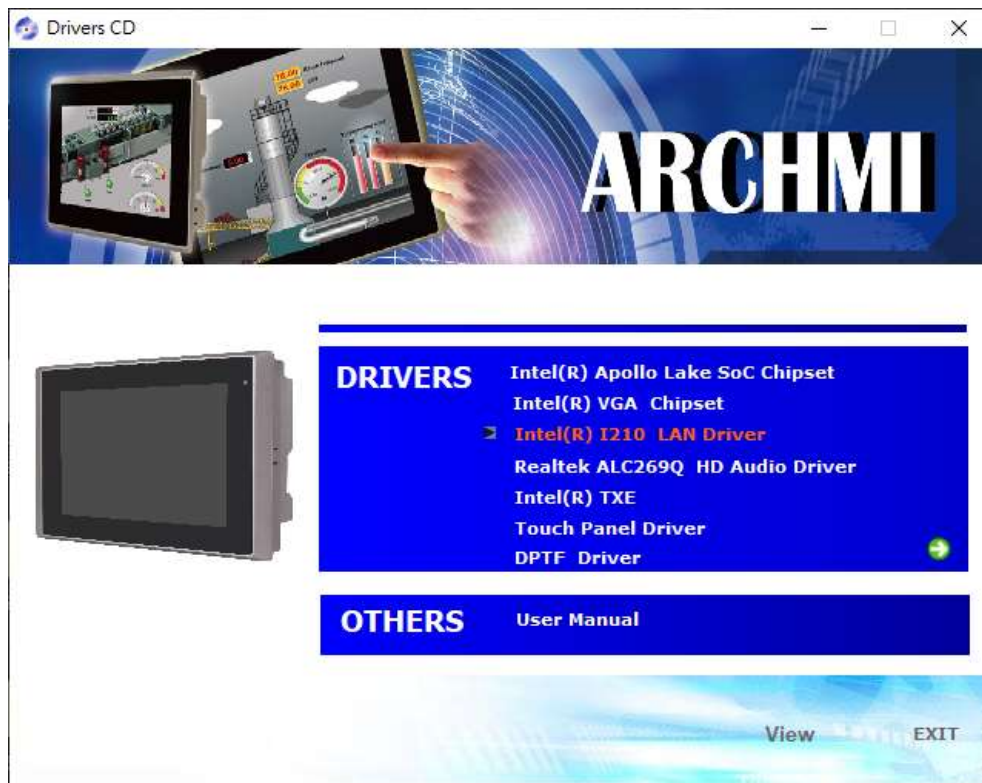 Drivers CD
ARCHMI
DRIVERS
Intel(R) Apollo Lake SoC Chipset
Intel(R) VGA Chipset
Intel(R) I210 LAN Driver
Realtek ALC269Q HD Audio Driver
Intel(R) TXE
Touch Panel Driver
DPTF Driver
OTHERS
User Manual
View
EXIT